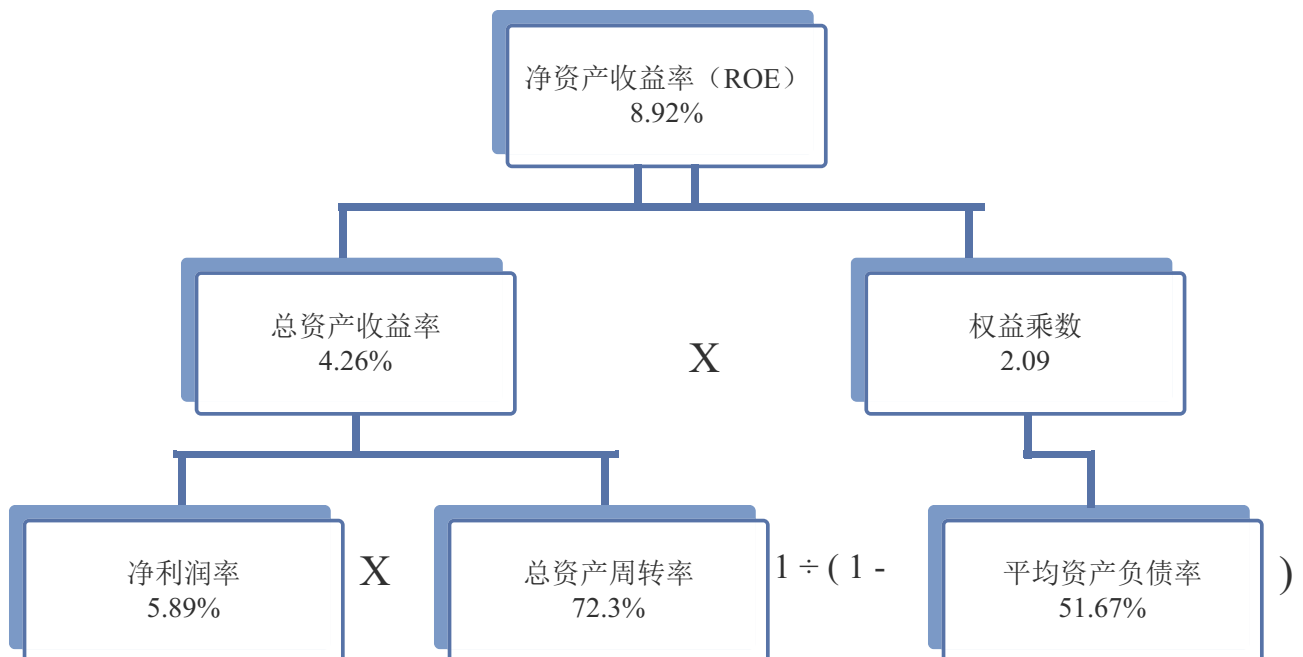 净资产收益率（ROE）
8.92%
总资产收益率
4.26%
X
权益乘数
2.09
净利润率
5.89%
X
总资产周转率
72.3%
1 ÷ ( 1 -
平均资产负债率
51.67%
)